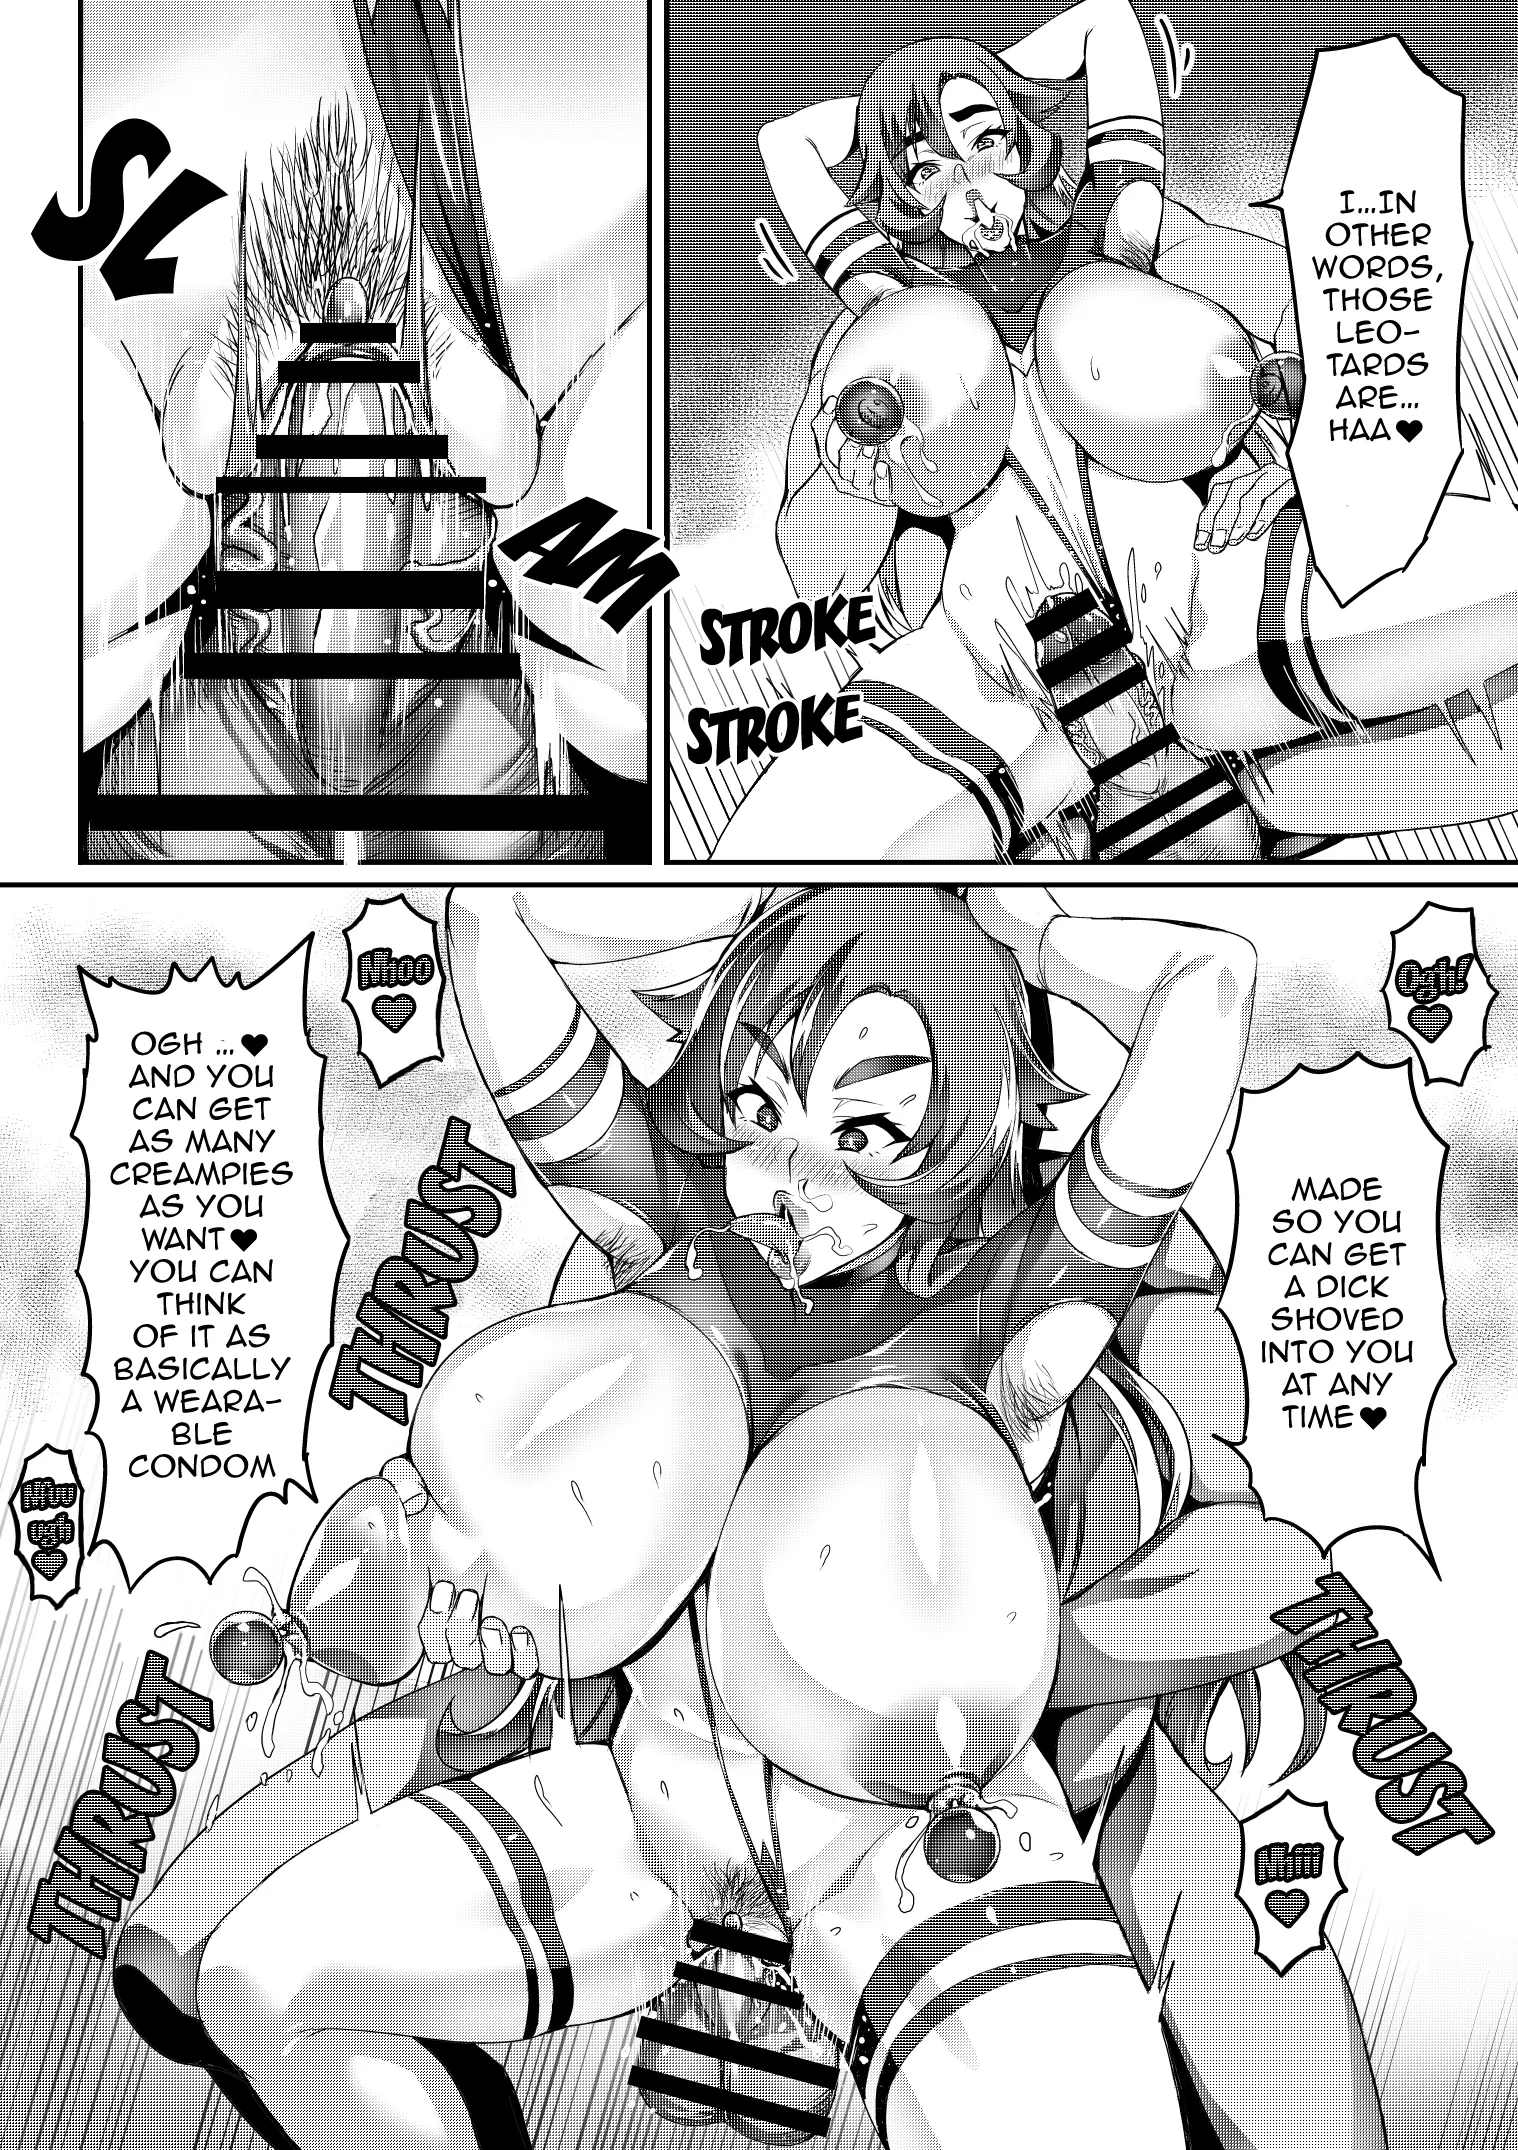 I...IN
OTHER
WORDS,
THOSE
LEO-
TARDS
ARE...
HAA♥
STROKE
STROKE
SL
AM
Ogh!
♥
MADE
SO YOU
CAN GET
A DICK
SHOVED
INTO YOU
AT ANY
TIME♥
Nhoo
♥
OGH ...♥
AND YOU
CAN GET
AS MANY
CREAMPIES
AS YOU
WANT♥
YOU CAN
THINK
OF IT AS
BASICALLY
A WEARA-
BLE
CONDOM
THRUST
THRUST
THRUST
ugh
♥
♥